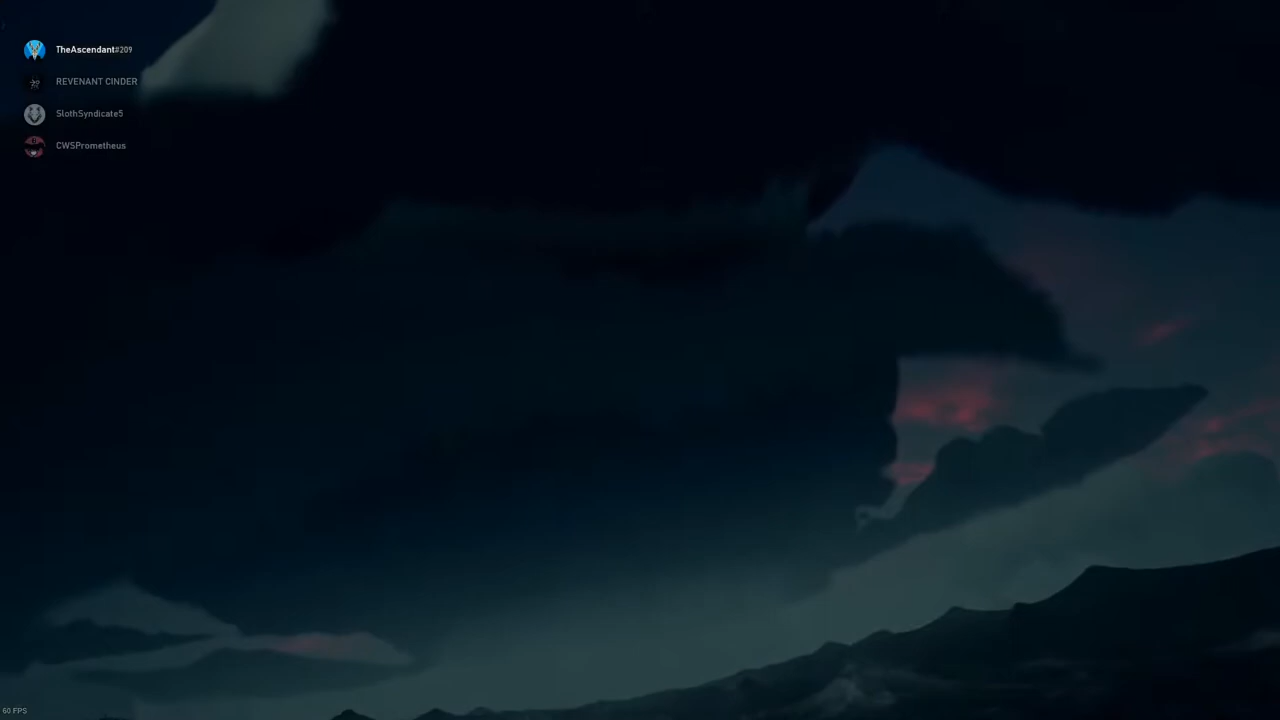 TheAscendant#209
REVENANT CINDER
SlothSyndicate5
CWSPrometheus
60 FPS